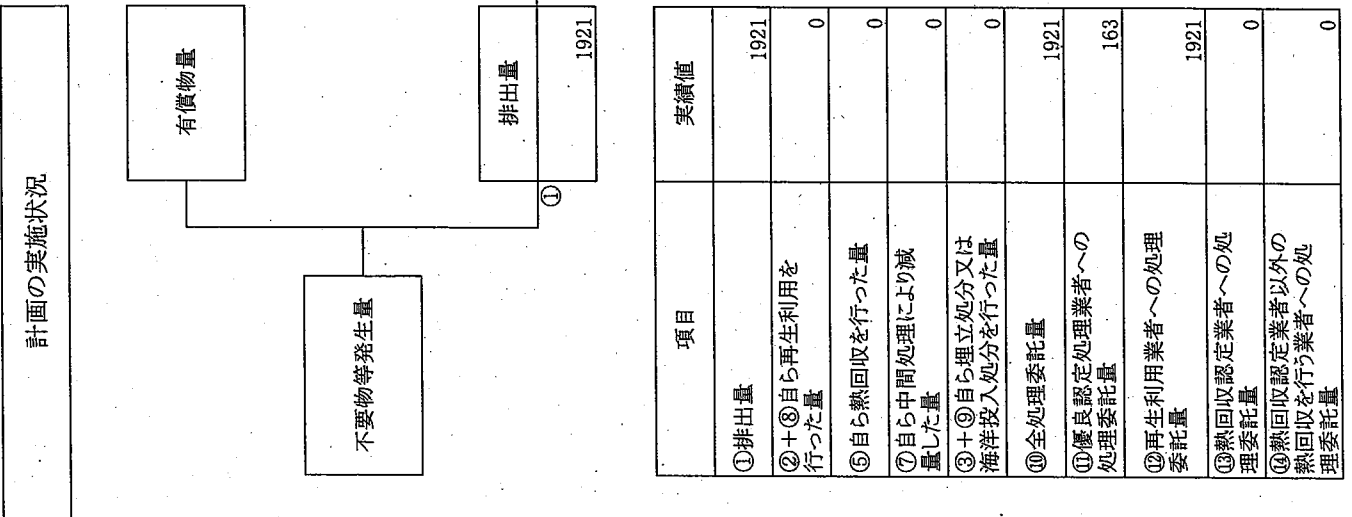 計画の実施状況
有償物量
不要物等発生量
①
排出量
1921
項目
実績値
①排出量
1921
②+⑧自ら再生利用を
行った量
0
⑤自ら熱回収を行った量
0
⑦自ら中間処理により減
量した量
0
③+⑨自ら埋立処分又は
海洋投入処分を行った量
0
⑩全処理委託量
1921
⑪優良認定処理業者への
処理委託量
163
⑫再生利用業者への処理
委託量
1921
⑬熱回収認定業者への処
理委託量
0
⑭熱回収認定業者以外の
熱回収を行う業者への処
理委託量
0